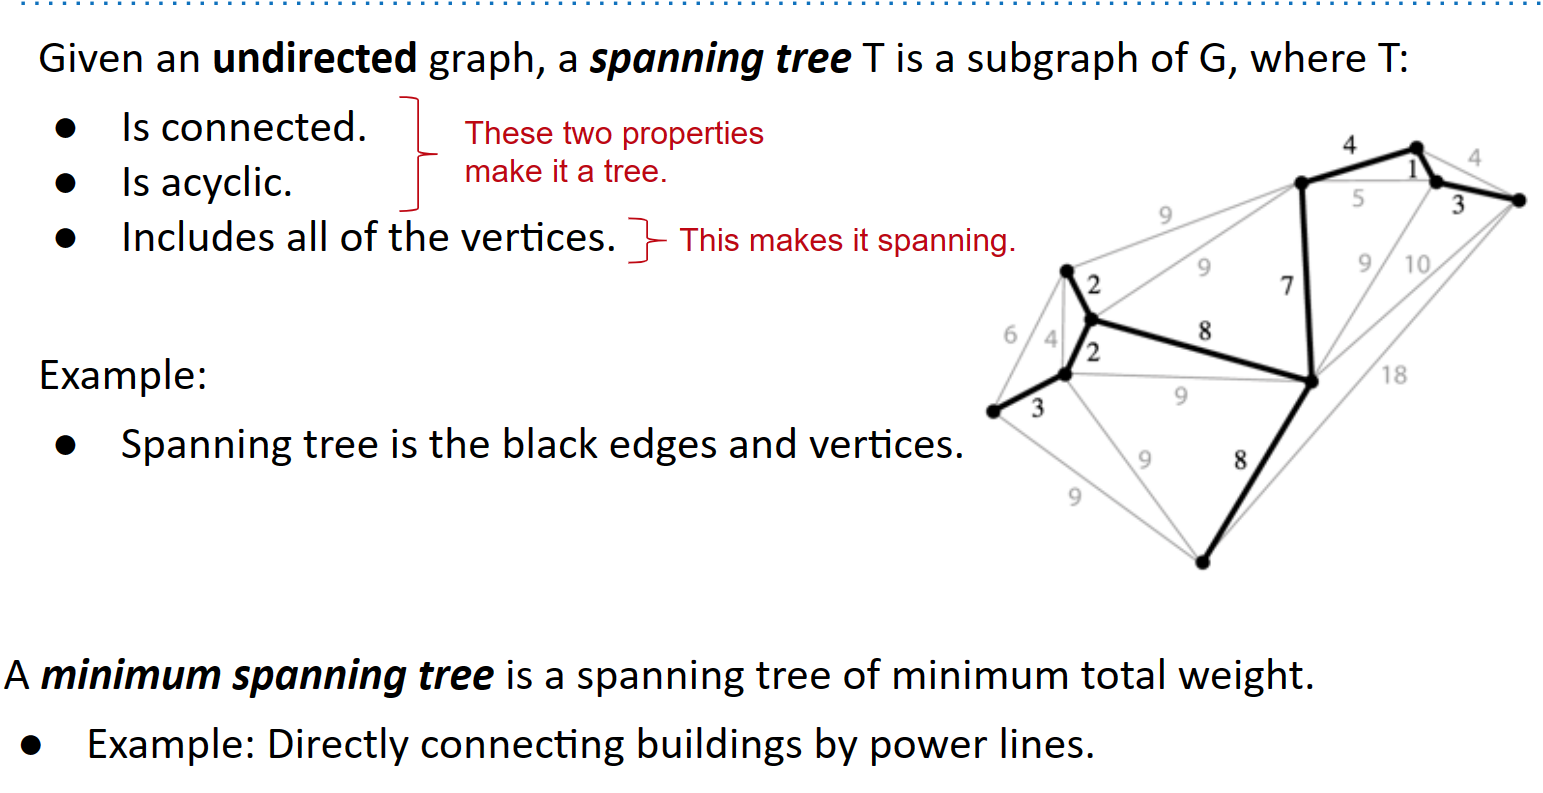 Given an undirected graph, a spanning tree T is a subgraph of G, where T:
● Is connected.
● Is acyclic.
These two properties
make it a tree.
● Includes all of the vertices.
This makes it spanning.
Example:
● Spanning tree is the black edges and vertices.
4
1
4
5
3
9
9
7
9
10
2
6
4
2
8
18
3
9
9
8
9
A minimum spanning tree is a spanning tree of minimum total weight.
● Example: Directly connecting buildings by power lines.